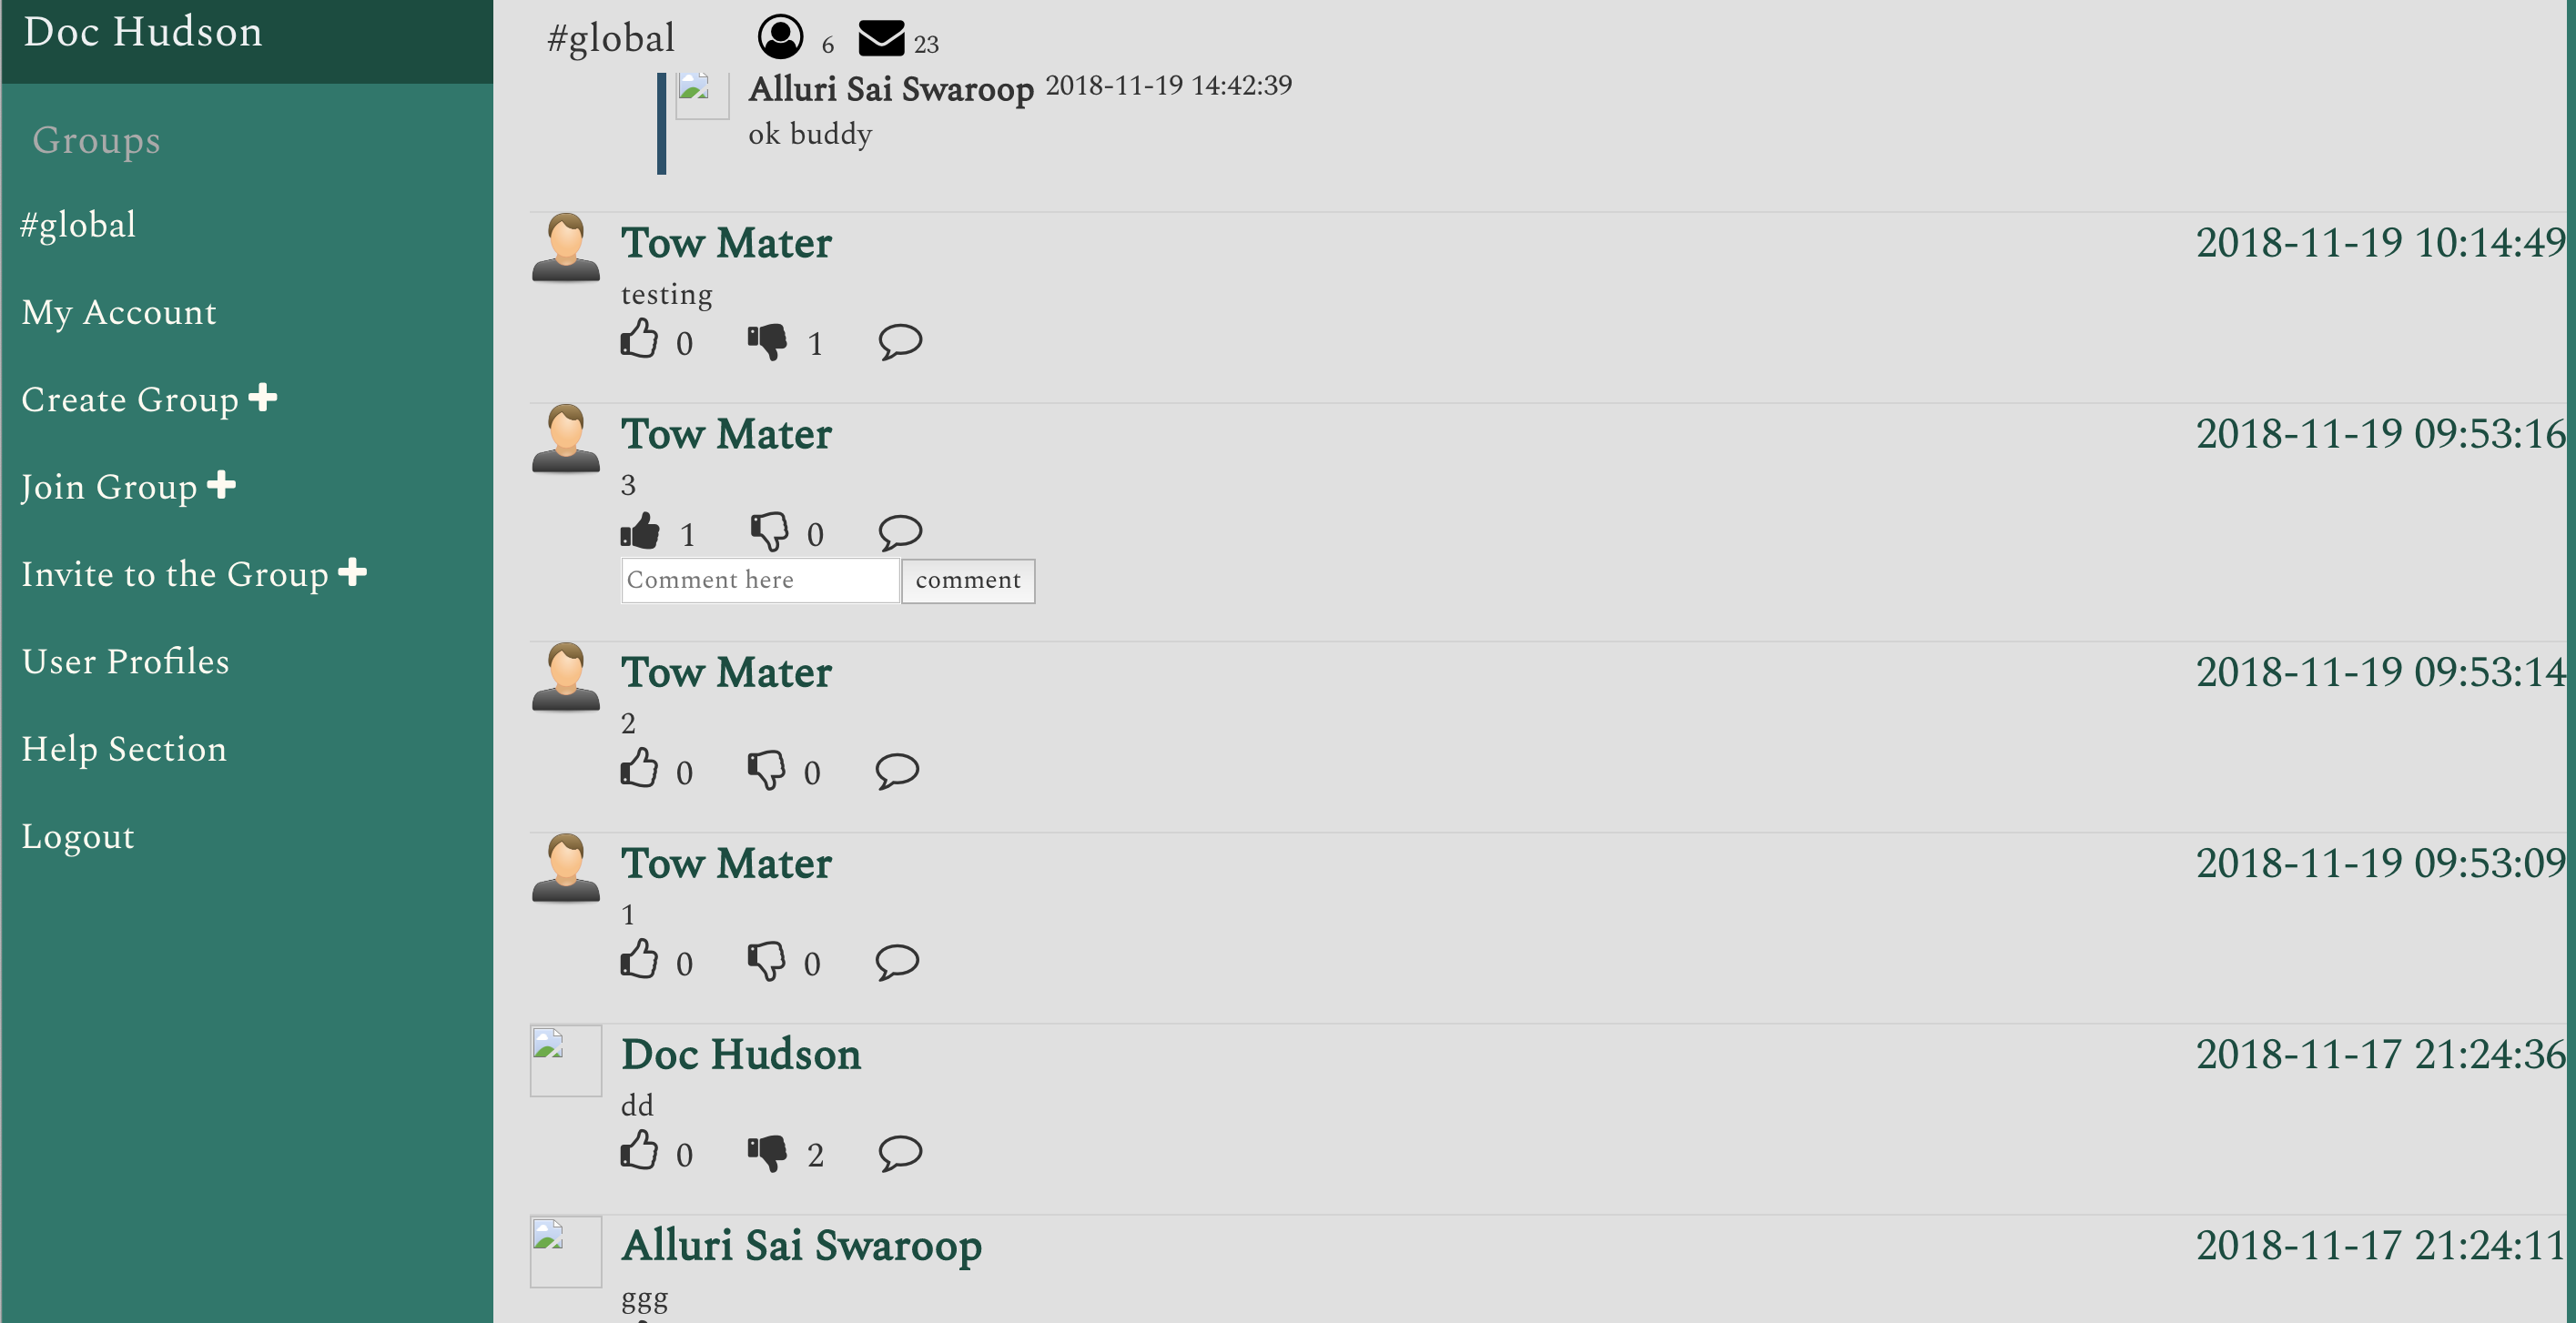 Doc Hudson
Groups
#global
My Account
Create Group
Join Group
Invite to the Group
User Profiles
Help Section
Logout
#global 6 23
Alluri Sai Swaroop 2018-11-19 14:42:39
ok buddy
Tow Mater 2018-11-19 10:14:49
testing
0 1
Tow Mater 2018-11-19 09:53:16
3
1 0
Comment here comment
Tow Mater 2018-11-19 09:53:14
2
0 0
Tow Mater 2018-11-19 09:53:09
1
0 0
Doc Hudson 2018-11-17 21:24:36
dd
0 2
Alluri Sai Swaroop 2018-11-17 21:24:11
ggg